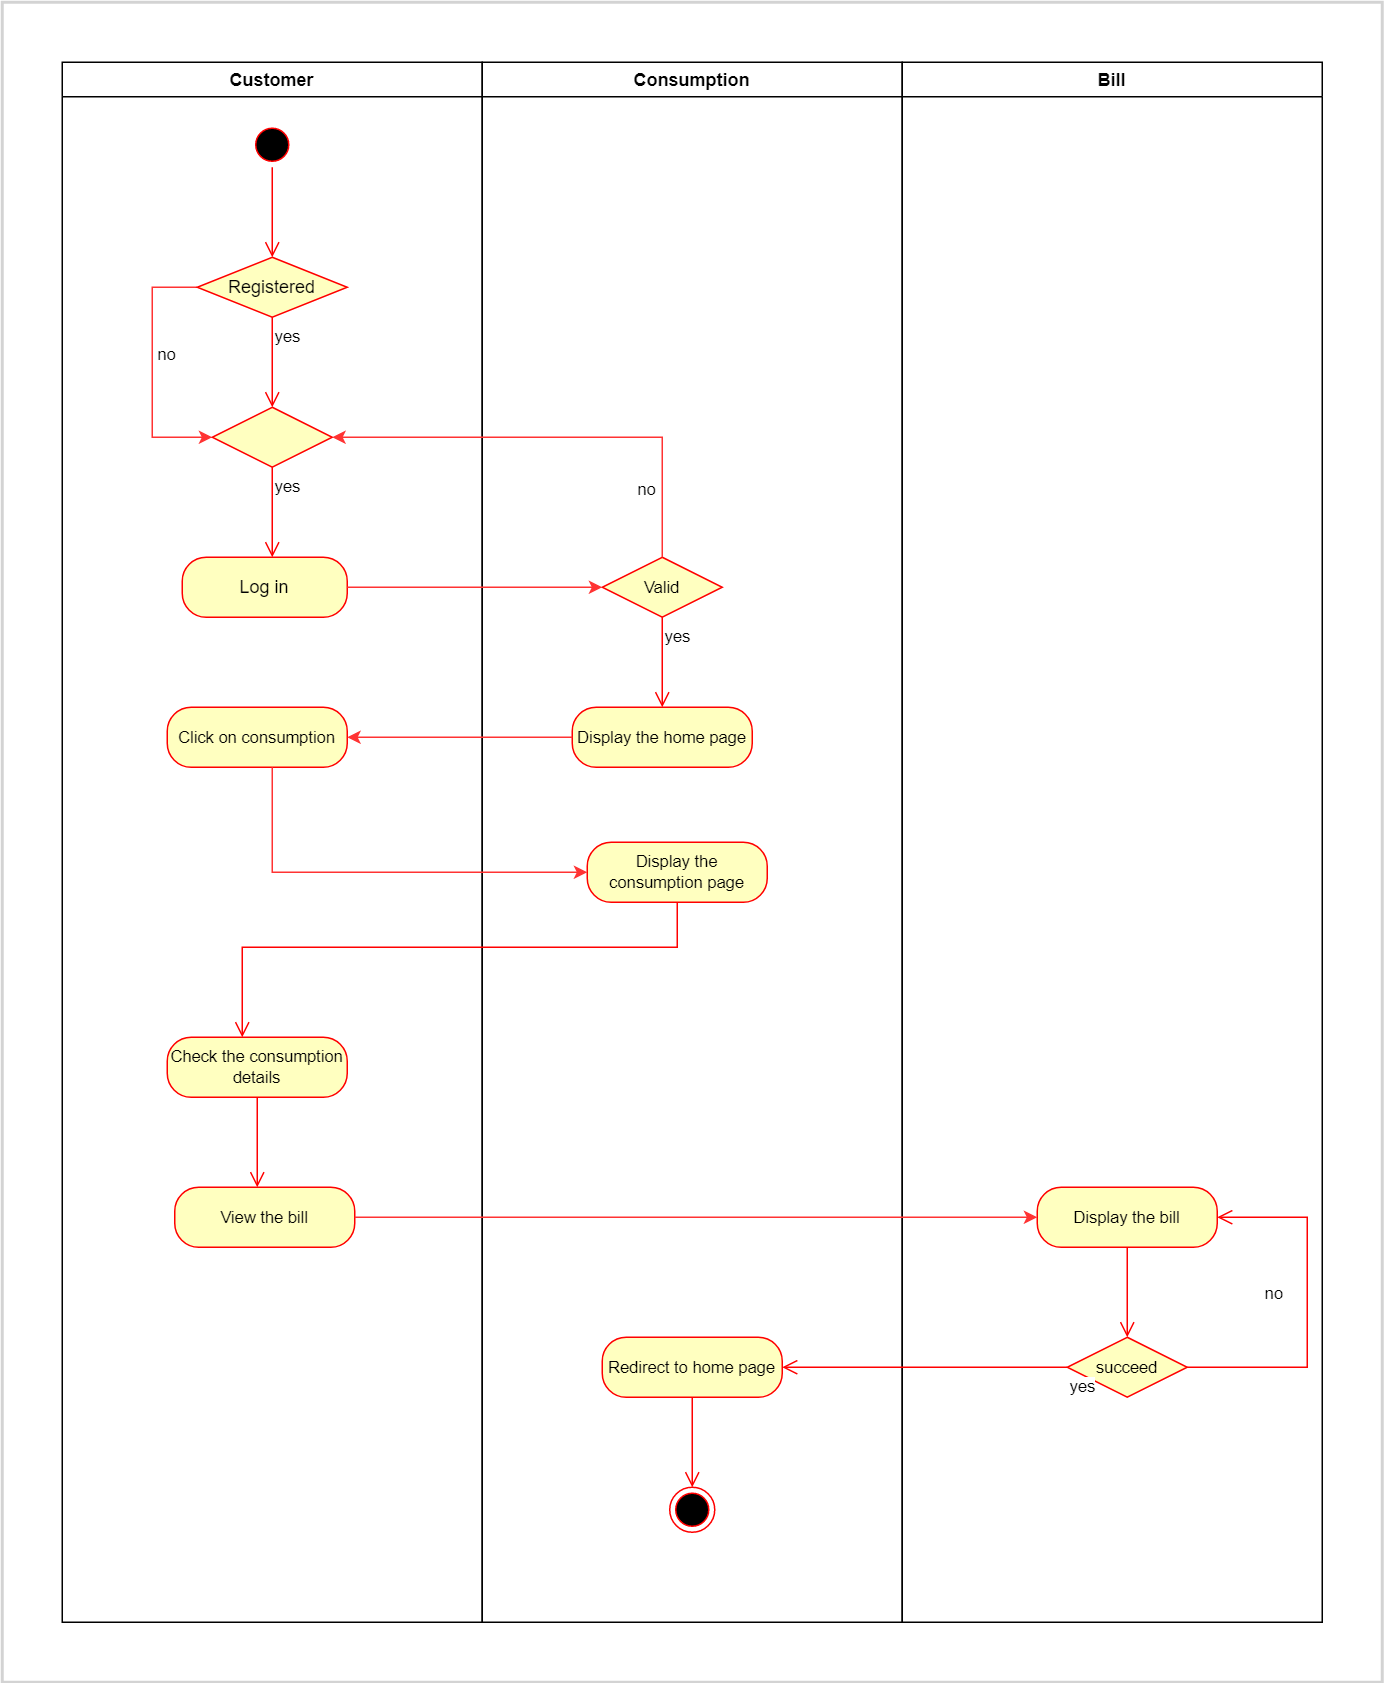 Customer
Consumption
Bill
Registered
yes
no
yes
no
Log in
Valid
yes
Click on consumption
Display the home page
Display the
consumption page
Check the consumption
details
View the bill
Display the bill
no
Redirect to home page
succeed
yes